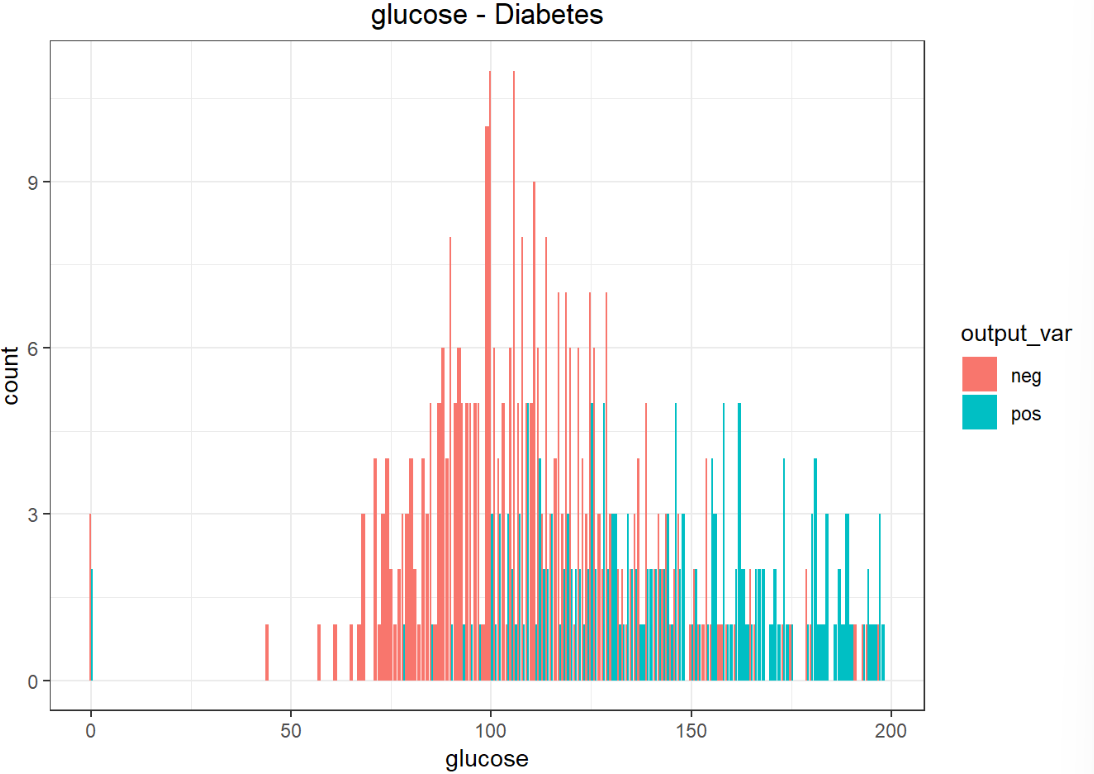 glucose - Diabetes
count
9
6
3
0
0 50 100 150 200
glucose
output_var
neg
pos